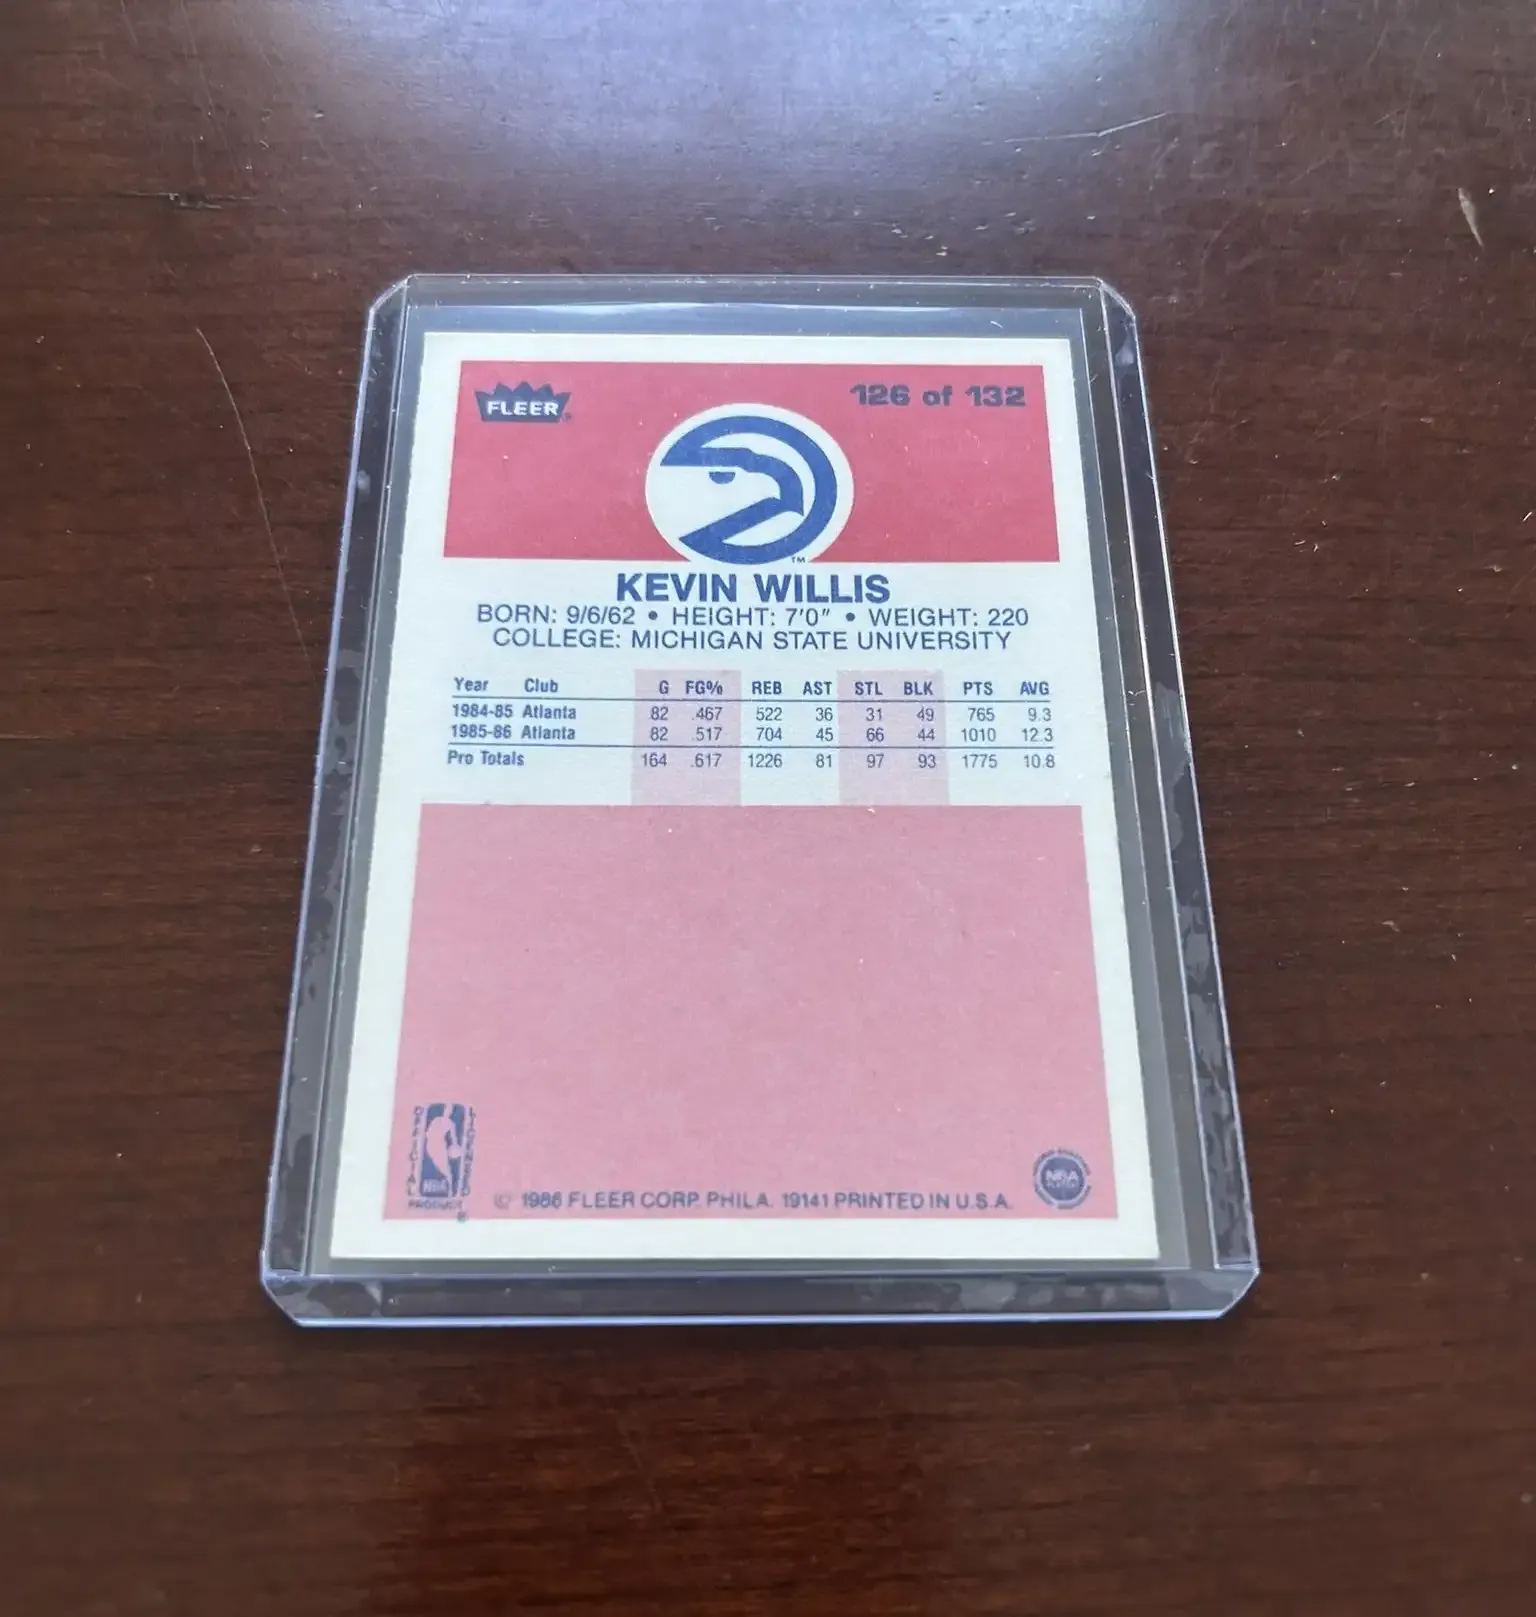 FLEER®
126 of 132
TM
KEVIN WILLIS
BORN: 9/6/62 • HEIGHT: 7'0" • WEIGHT: 220
COLLEGE: MICHIGAN STATE UNIVERSITY
Year Club G FG% REB AST STL BLK PTS AVG
1984-85 Atlanta 82 .467 522 36 31 49 765 9.3
1985-86 Atlanta 82 .517 704 45 66 44 1010 12.3
Pro Totals 164 .617 1226 81 97 93 1775 10.8
OFFICIAL LICENSED
NBA
PRODUCT
®
© 1986 FLEER CORP. PHILA. 19141 PRINTED IN U.S.A.